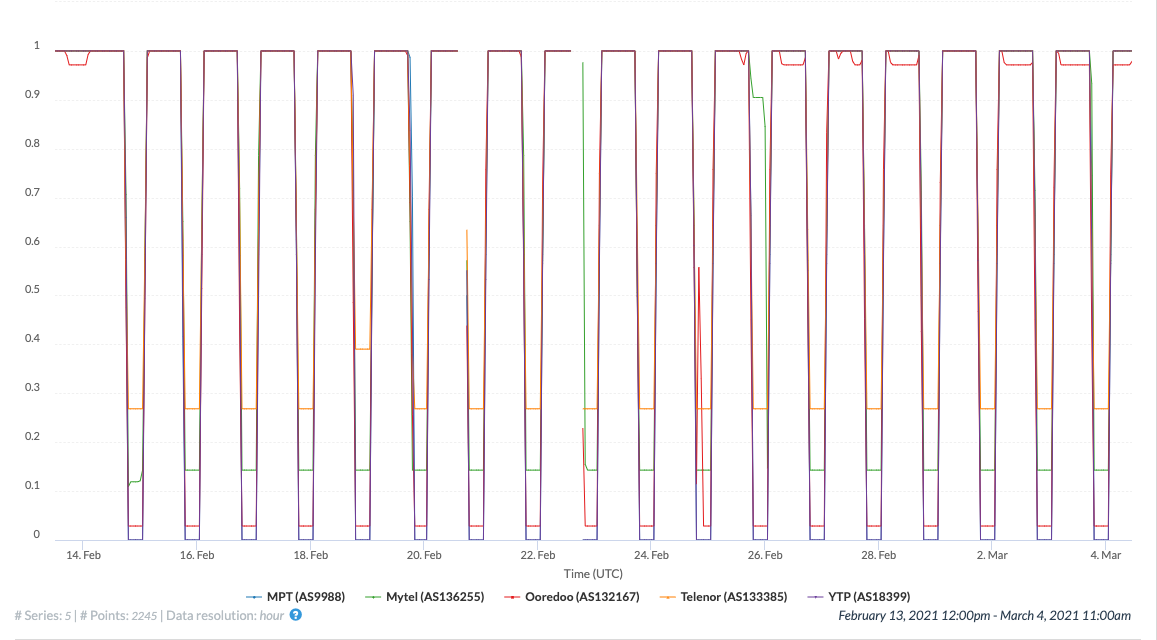 1
0.9
0.8
0.7
0.6
0.5
0.4
0.3
0.2
0.1
0
14. Feb 16. Feb 18. Feb 20. Feb 22. Feb 24. Feb 26. Feb 28. Feb 2. Mar 4. Mar
Time (UTC)
MPT (AS9988) Mytel (AS136255) Ooredoo (AS132167) Telenor (AS133385) YTP (AS18399)
# Series: 5 | # Points: 2245 | Data resolution: hour ? February 13, 2021 12:00pm - March 4, 2021 11:00am